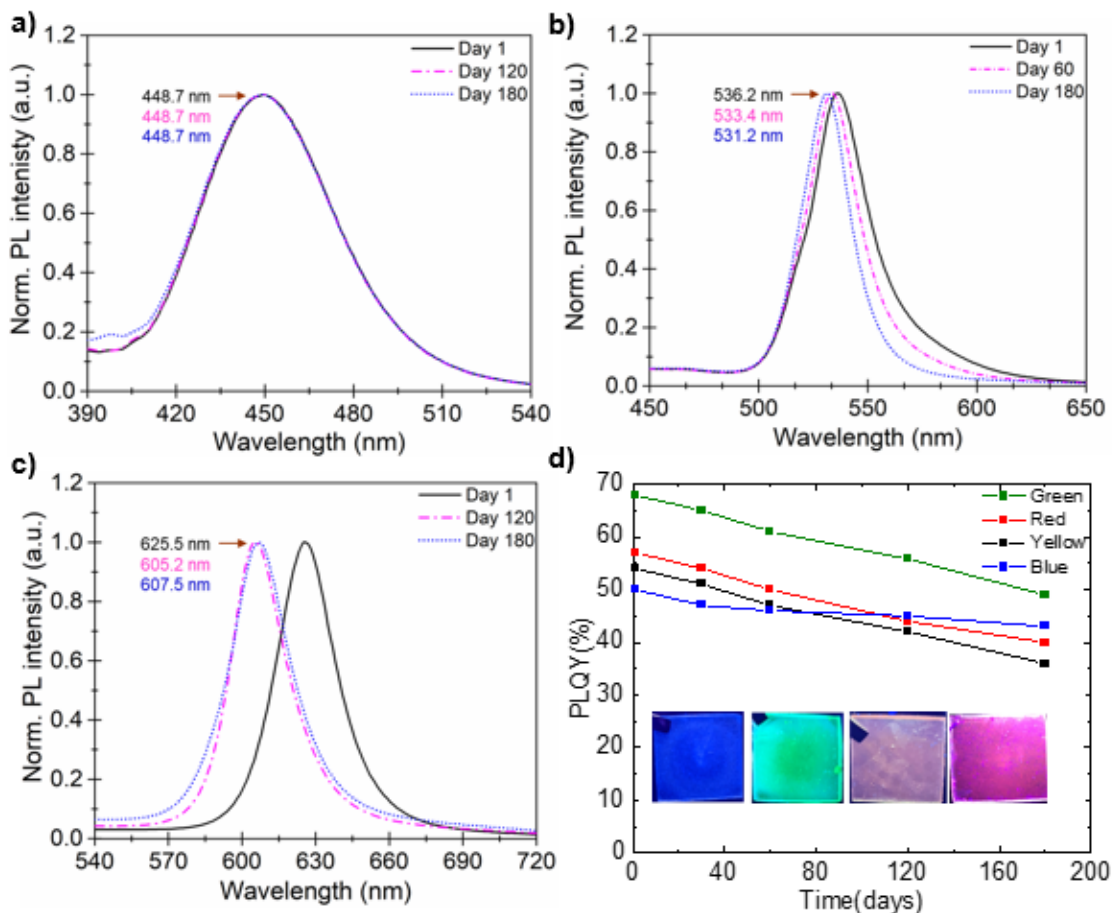 a)
Day 1
Day 120
Day 180
448.7 nm
448.7 nm
448.7 nm
Norm. PL intenisty (a.u.)
1.2
1.0
0.8
0.6
0.4
0.2
0.0
390 420 450 480 510 540
Wavelength (nm)
b)
Day 1
Day 60
Day 180
536.2 nm
533.4 nm
531.2 nm
Norm. PL intensity (a.u.)
1.2
1.0
0.8
0.6
0.4
0.2
0.0
450 500 550 600 650
Wavelength (nm)
c)
Day 1
Day 120
Day 180
625.5 nm
605.2 nm
607.5 nm
Norm. PL intensity (a.u.)
1.2
1.0
0.8
0.6
0.4
0.2
0.0
540 570 600 630 660 690 720
Wavelength (nm)
d)
Green
Red
Yellow
Blue
PLQY(%)
70
60
50
40
30
20
10
0
0 40 80 120 160 200
Time(days)